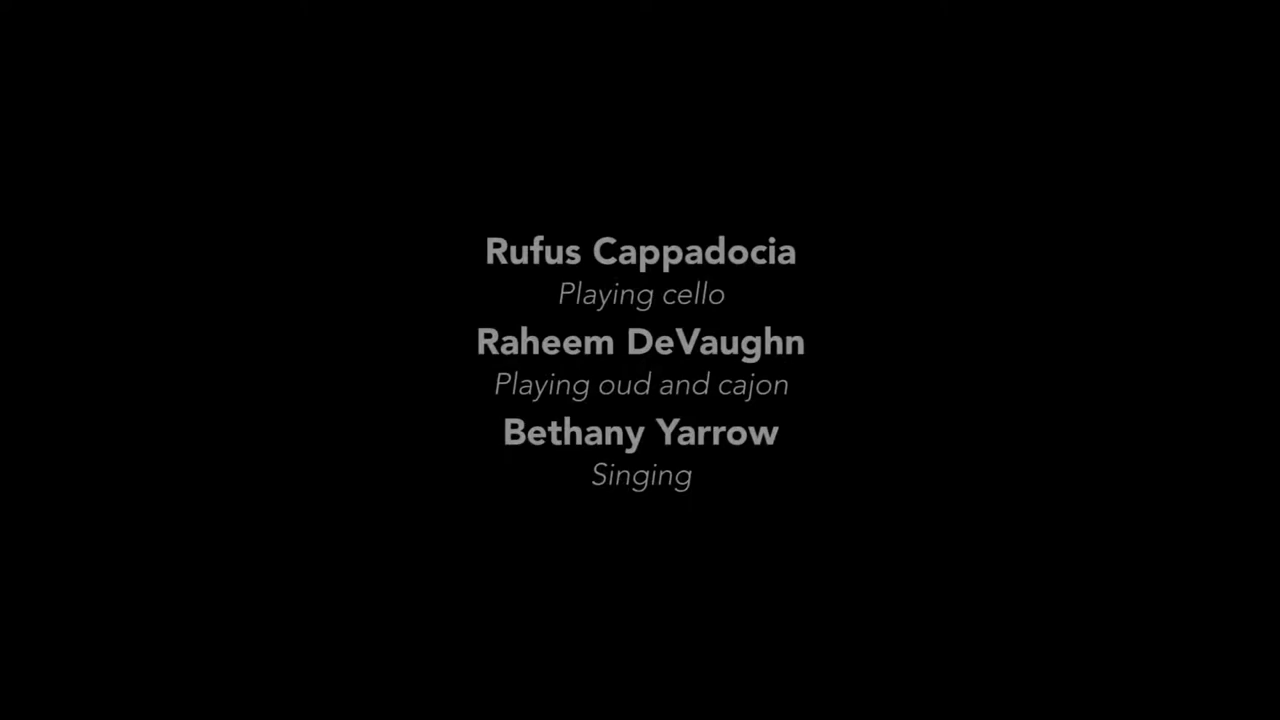 Rufus Cappadocia
Playing cello
Raheem DeVaughn
Playing oud and cajon
Bethany Yarrow
Singing